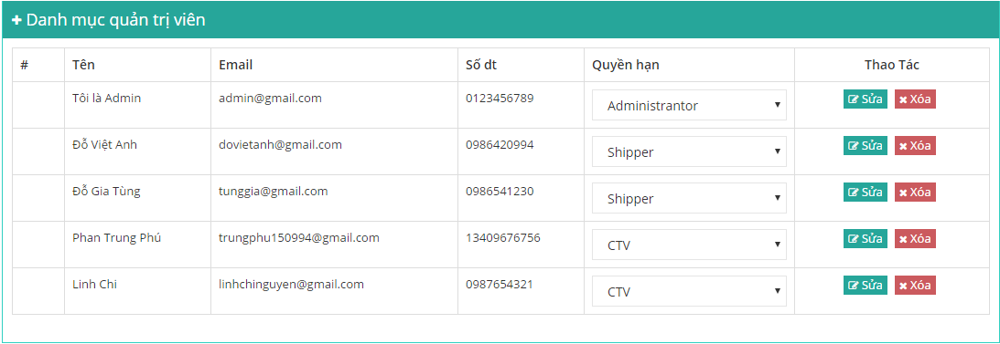 Danh mục quản trị viên
# Tên Email Số dt Quyền hạn Thao Tác
Tôi là Admin admin@gmail.com 0123456789 Administrantor Sửa Xóa
Đỗ Việt Anh dovietanh@gmail.com 0986420994 Shipper Sửa Xóa
Đỗ Gia Tùng tunggia@gmail.com 0986541230 Shipper Sửa Xóa
Phan Trung Phú trungphu150994@gmail.com 13409676756 CTV Sửa Xóa
Linh Chi linhchinguyen@gmail.com 0987654321 CTV Sửa Xóa